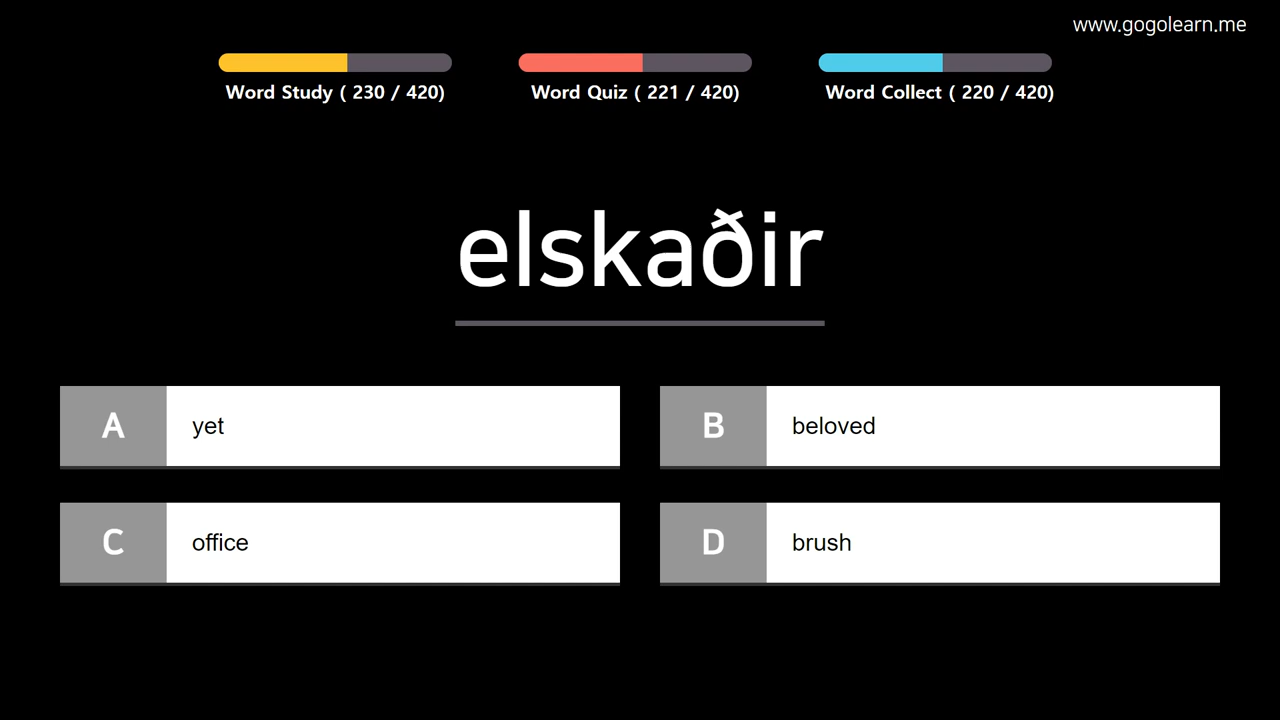 www.gogolearn.me
Word Study ( 230 / 420)
Word Quiz ( 221 / 420)
Word Collect ( 220 / 420)
elskaðir
A yet
B beloved
C office
D brush